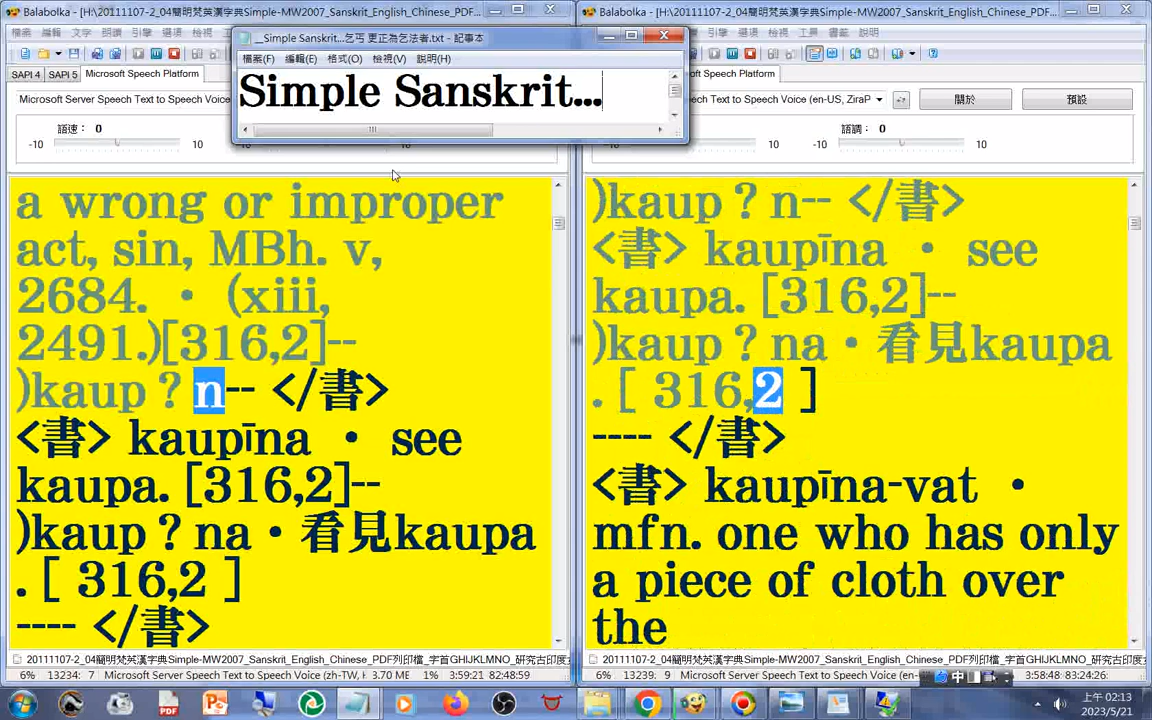 Balabolka - [H:\20111107-2_04簡明梵英漢字典Simple-MW2007_Sanskrit_English_Chinese_PDF...
Balabolka - [H:\20111107-2_04簡明梵英漢字典Simple-MW2007_Sanskrit_English_Chinese_PDF...
__Simple Sanskrit...乞丐 更正為乞法者.txt - 記事本
檔案(F) 編輯(E) 格式(O) 檢視(V) 說明(H)
Simple Sanskrit...
SAPI 4 SAPI 5 Microsoft Speech Platform
Microsoft Server Speech Text to Speech Voice
語速： 0
-10 10 -10 10
Speech Platform
ch Text to Speech Voice (en-US, ZiraP
關於 預設
語調： 0
-10 10
a wrong or improper
act, sin, MBh. v,
2684. • (xiii,
2491.)[316,2]--
)kaup？n-- </書>
<書> kaupīna • see
kaupa. [316,2]--
)kaup？na•看見kaupa
. [ 316,2 ]
---- </書>
)kaup？n-- </書>
<書> kaupīna • see
kaupa. [316,2]--
)kaup？na•看見kaupa
. [ 316,2 ]
---- </書>
<書> kaupīna-vat •
mfn. one who has only
a piece of cloth over
the
20111107-2_04簡明梵英漢字典Simple-MW2007_Sanskrit_English_Chinese_PDF列印檔_字首GHIJKLMNO_研究古印度
20111107-2_04簡明梵英漢字典Simple-MW2007_Sanskrit_English_Chinese_PDF列印檔_字首GHIJKLMNO_研究古印度
6% 13234: 7 Microsoft Server Speech Text to Speech Voice (zh-TW, H 3.70 ME 1% 3:59:21 82:48:59
6% 13239: 9 Microsoft Server Speech Text to Speech Voice 3:58:48 83:24:26
中
上午 02:13
2023/5/21